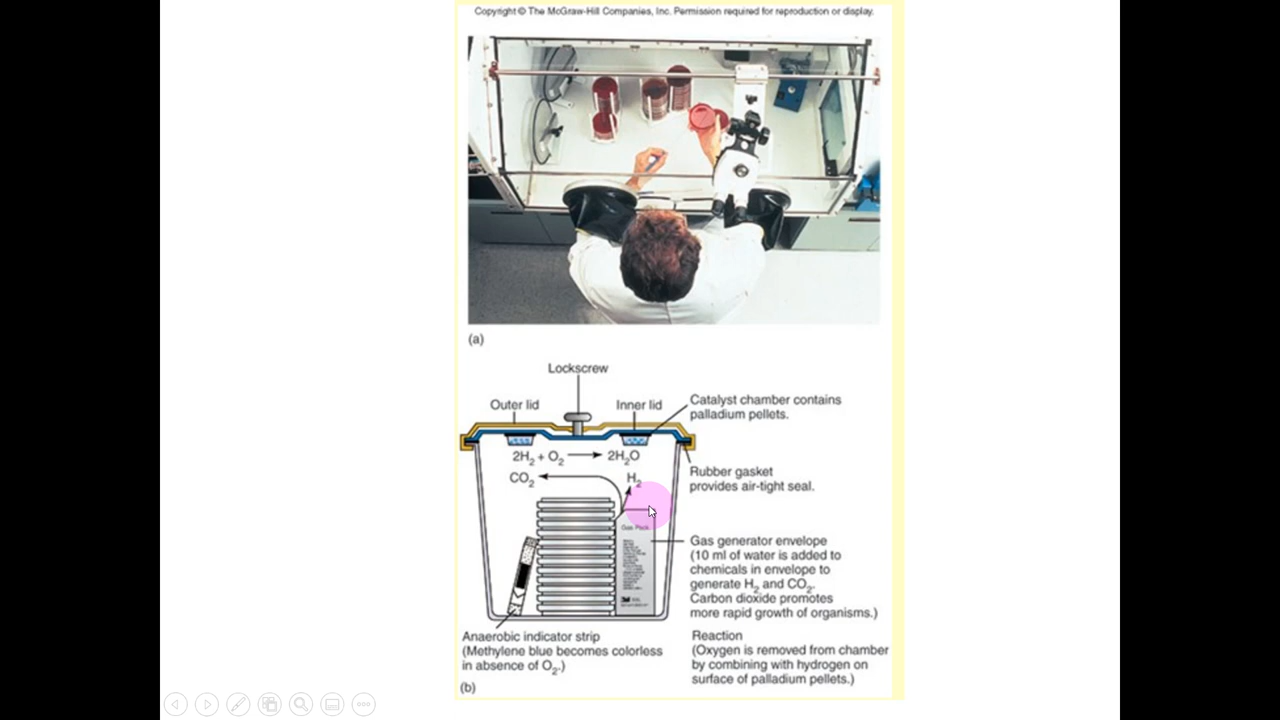 Copyright © The McGraw-Hill Companies, Inc. Permission required for reproduction or display.
(a)
Lockscrew
Outer lid
Inner lid
Catalyst chamber contains
palladium pellets.
2H2 + O2 → 2H2O
CO2
H2
Rubber gasket
provides air-tight seal.
Gas Pack
Gas generator envelope
(10 ml of water is added to
chemicals in envelope to
generate H2 and CO2.
Carbon dioxide promotes
more rapid growth of organisms.)
Anaerobic indicator strip
(Methylene blue becomes colorless
in absence of O2.)
Reaction
(Oxygen is removed from chamber
by combining with hydrogen on
surface of palladium pellets.)
(b)